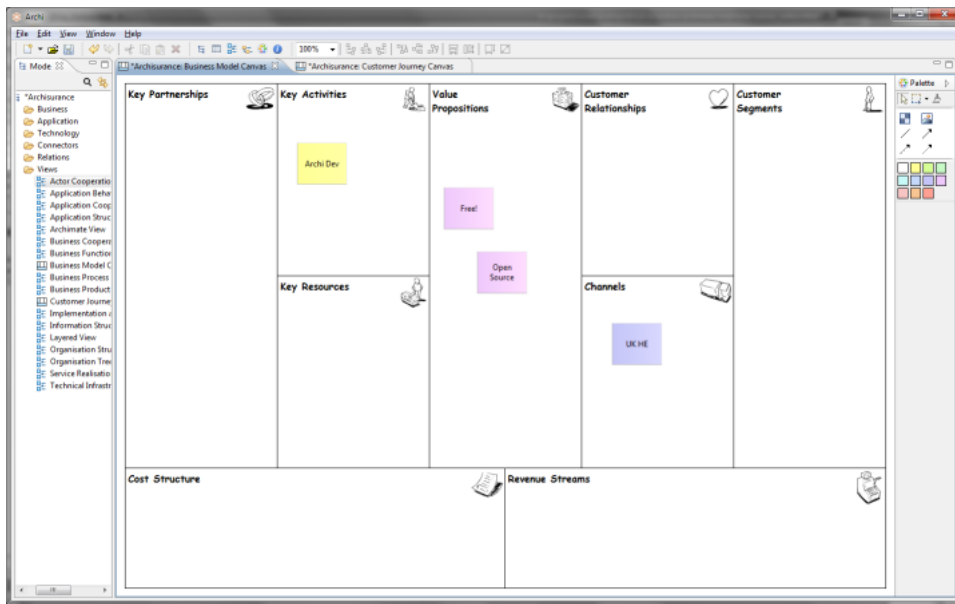 Archi
File Edit View Window Help
100%
Mode
*Archisurance: Business Model Canvas
*Archisurance: Customer Journey Canvas
Palette
*Archisurance
Business
Application
Technology
Connectors
Relations
Views
Actor Cooperatio
Application Beha
Application Coop
Application Struc
Archimate View
Business Coopera
Business Function
Business Model C
Business Process
Business Product
Customer Journe
Implementation a
Information Struc
Layered View
Organisation Stru
Organisation Tree
Service Realisatio
Technical Infrastr
Key Partnerships
Key Activities
Archi Dev
Key Resources
Value
Propositions
Free!
Open
Source
Customer
Relationships
Channels
UK HE
Customer
Segments
Cost Structure
Revenue Streams